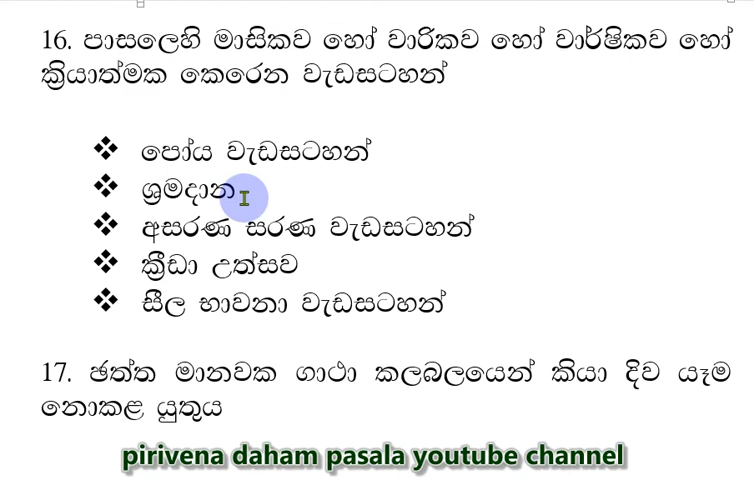 16. පාසලෙහි මාසිකව හෝ වාරිකව හෝ වාර්ෂිකව හෝ
ක්‍රියාත්මක කෙරෙන වැඩසටහන්
❖ පෝය වැඩසටහන්
❖ ශ්‍රමදාන
❖ අසරණ සරණ වැඩසටහන්
❖ ක්‍රීඩා උත්සව
❖ සීල භාවනා වැඩසටහන්
17. ඡත්ත මානවක ගාථා කලබලයෙන් කියා දිව යෑම
නොකළ යුතුය
pirivena daham pasala youtube channel